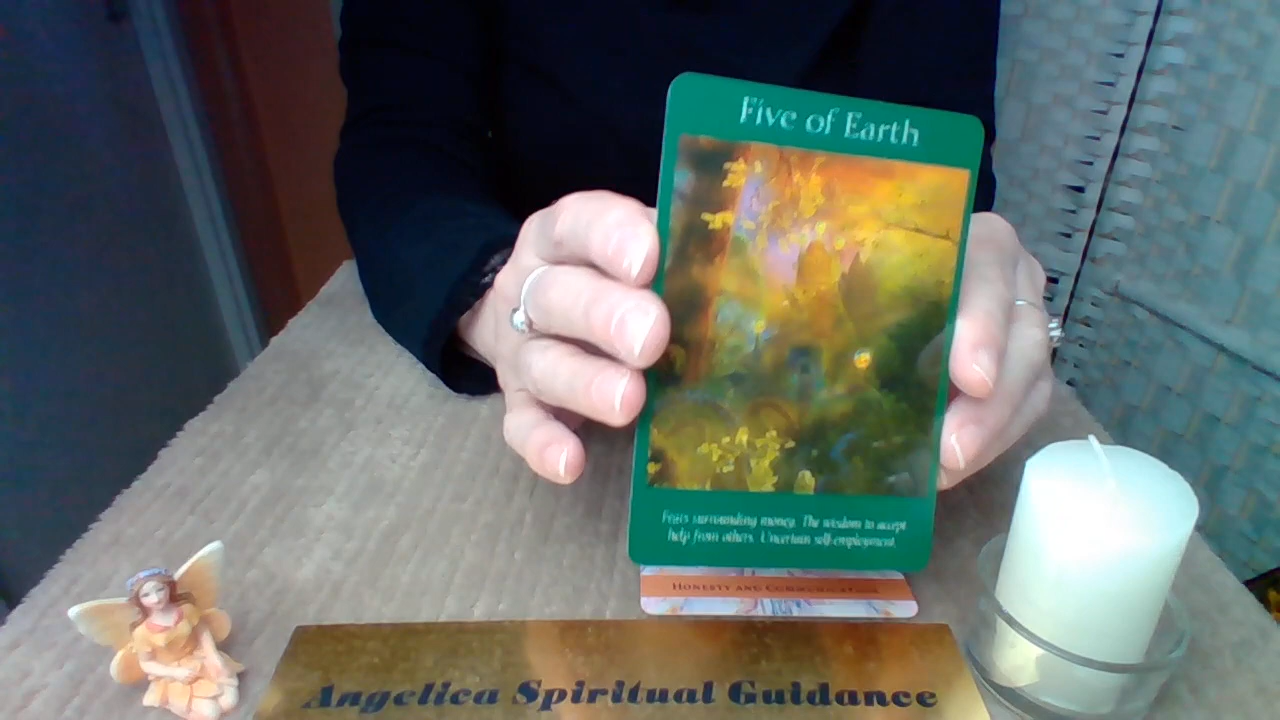 Five of Earth
Fears surrounding money. The wisdom to accept
help from others. Uncertain self-employment.
HONESTY AND COMMUNICATION
Angelica Spiritual Guidance